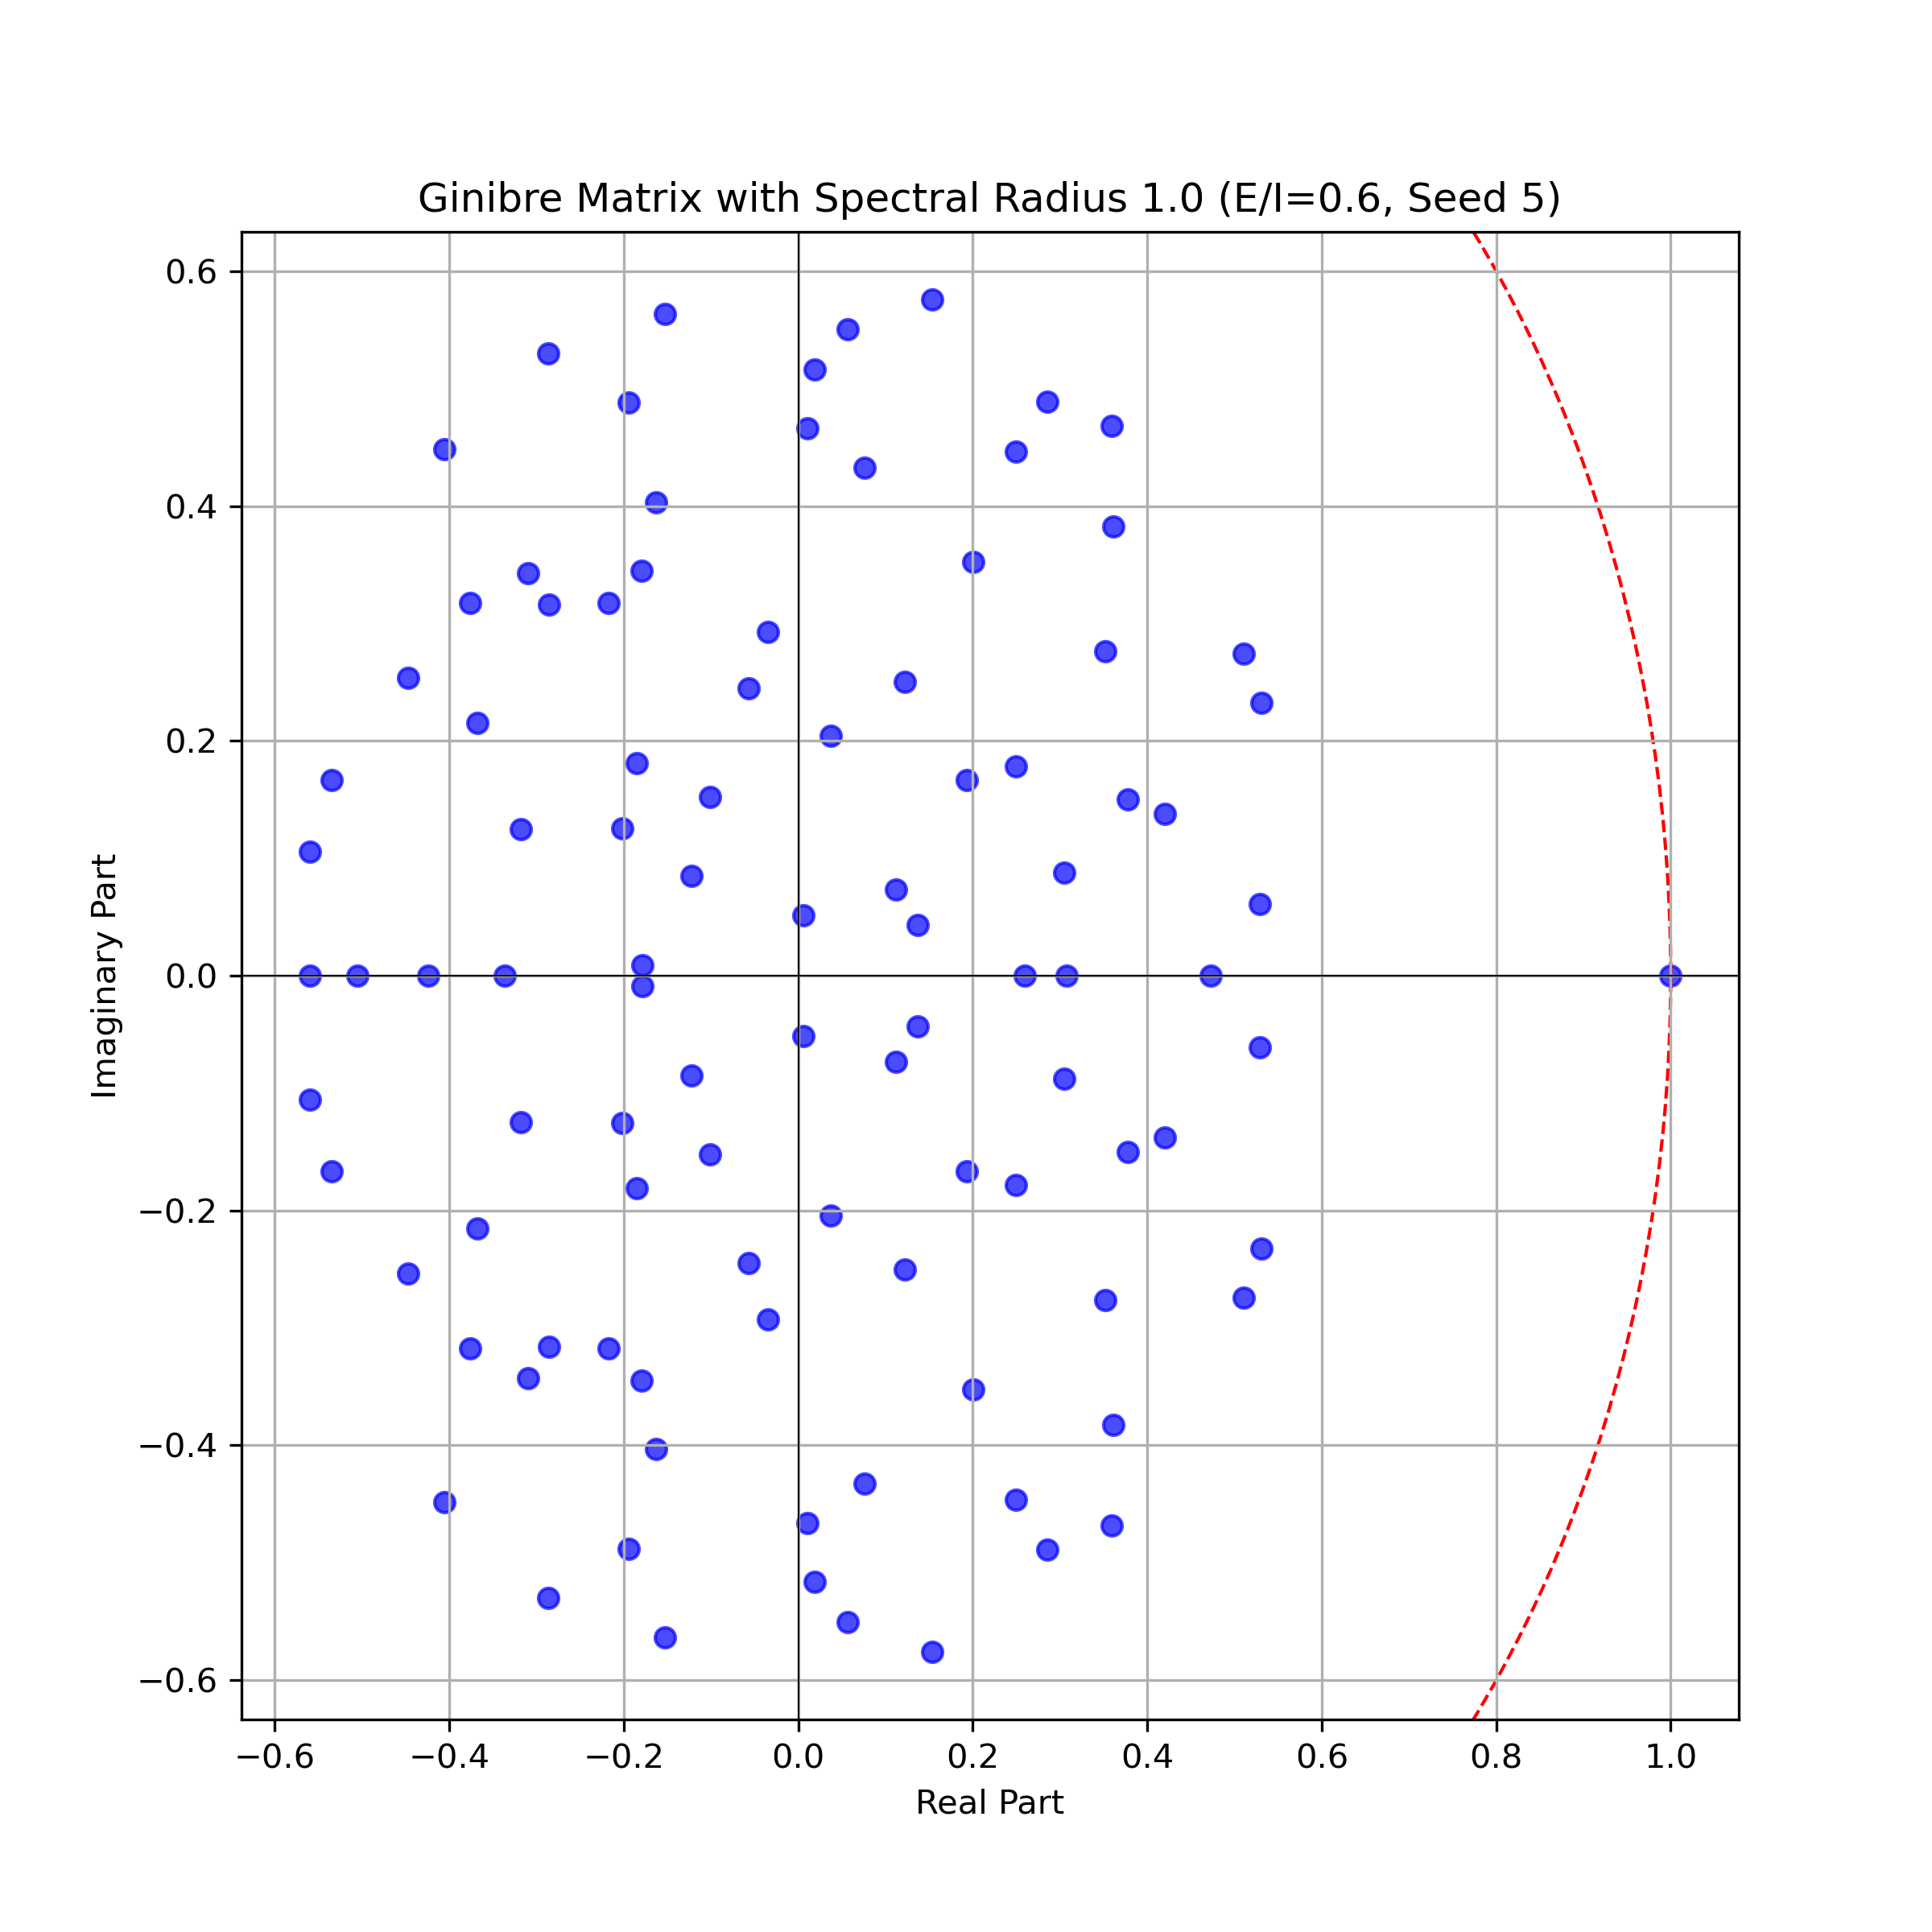 Ginibre Matrix with Spectral Radius 1.0 (E/I=0.6, Seed 5)
0.6
0.4
0.2
0.0
−0.2
−0.4
−0.6
Imaginary Part
−0.6 −0.4 −0.2 0.0 0.2 0.4 0.6 0.8 1.0
Real Part